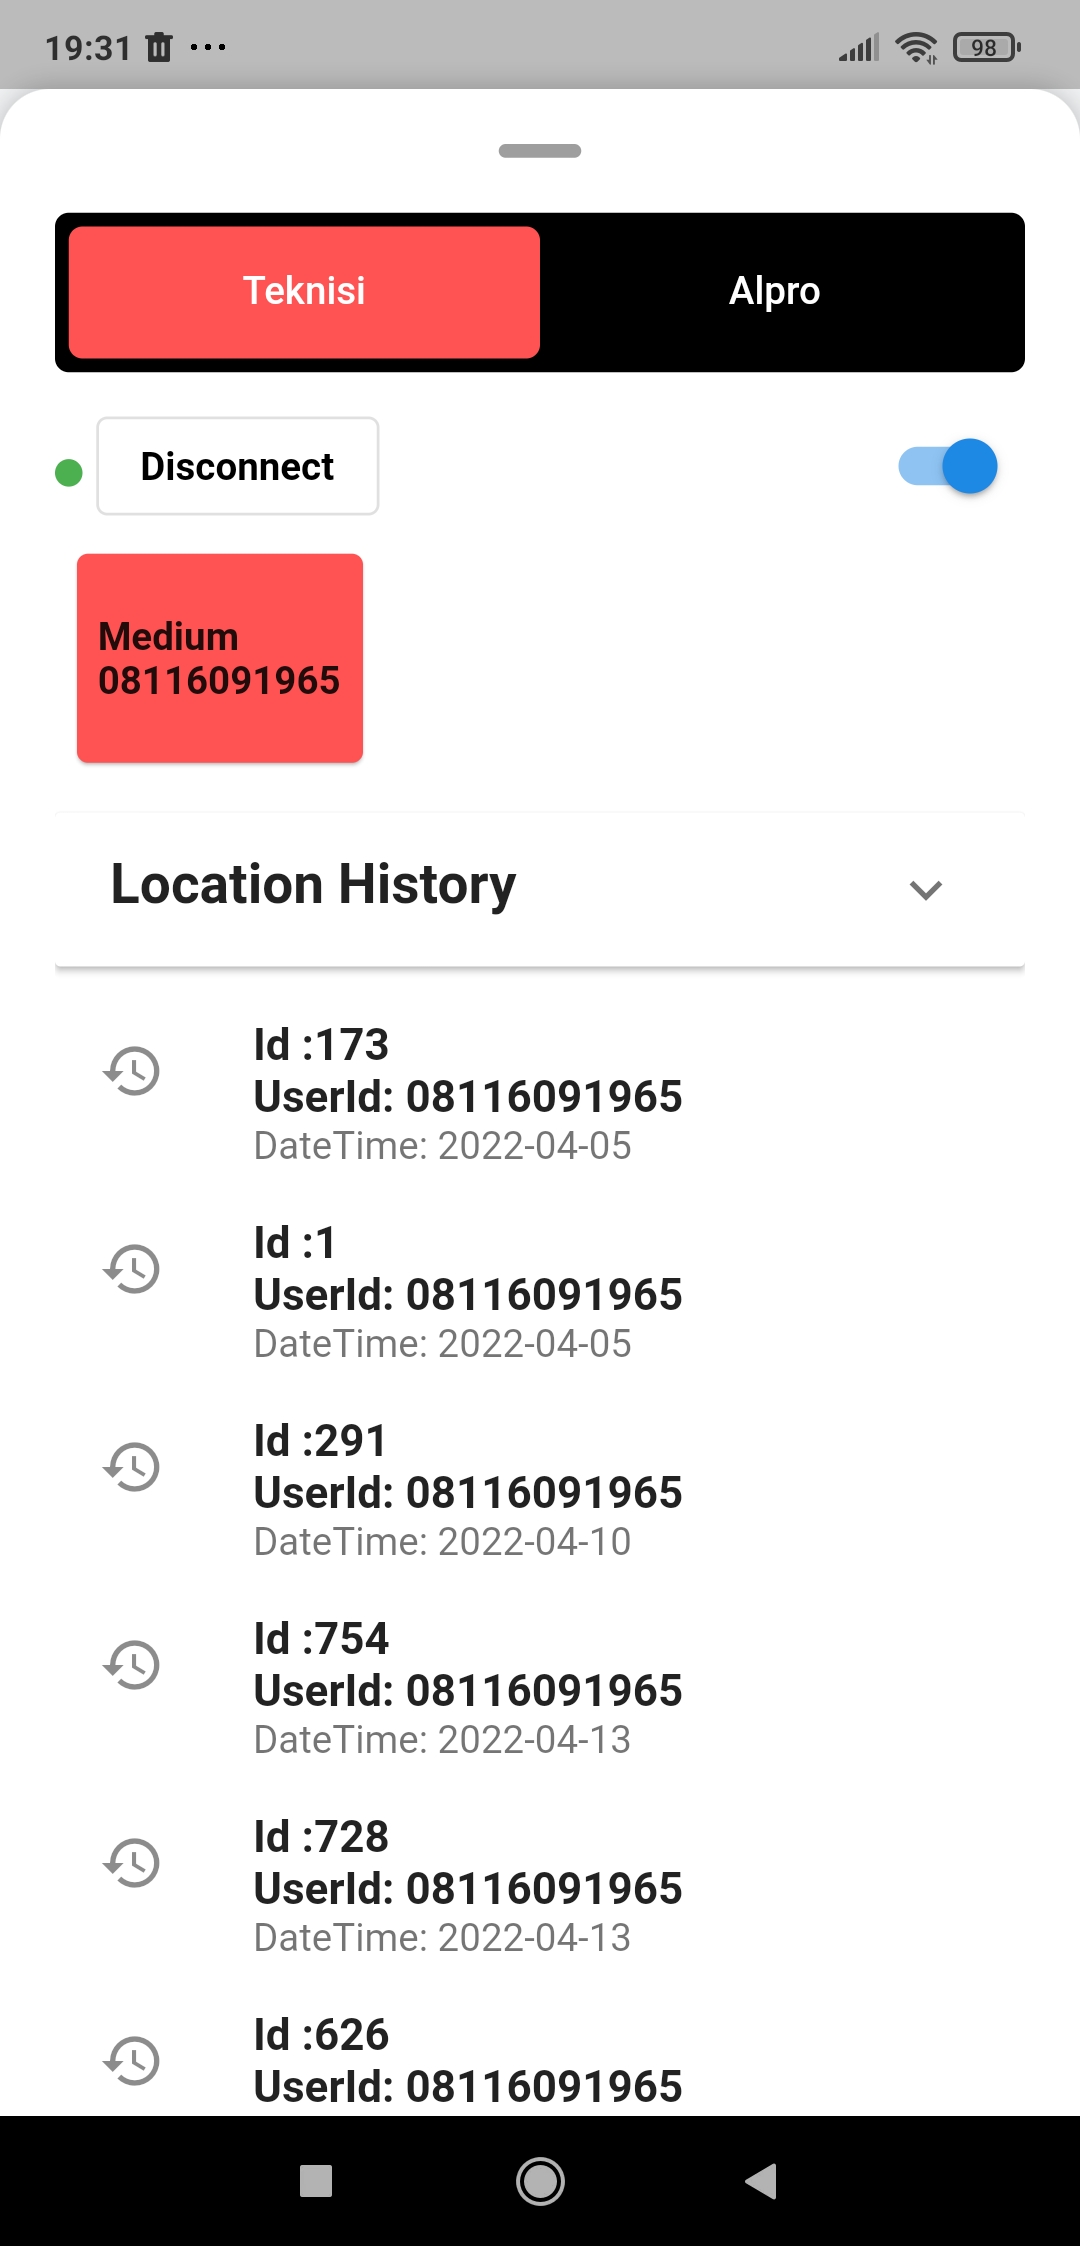 19:31
98
Teknisi
Alpro
Disconnect
Medium
08116091965
Location History
Id :173
UserId: 08116091965
DateTime: 2022-04-05
Id :1
UserId: 08116091965
DateTime: 2022-04-05
Id :291
UserId: 08116091965
DateTime: 2022-04-10
Id :754
UserId: 08116091965
DateTime: 2022-04-13
Id :728
UserId: 08116091965
DateTime: 2022-04-13
Id :626
UserId: 08116091965